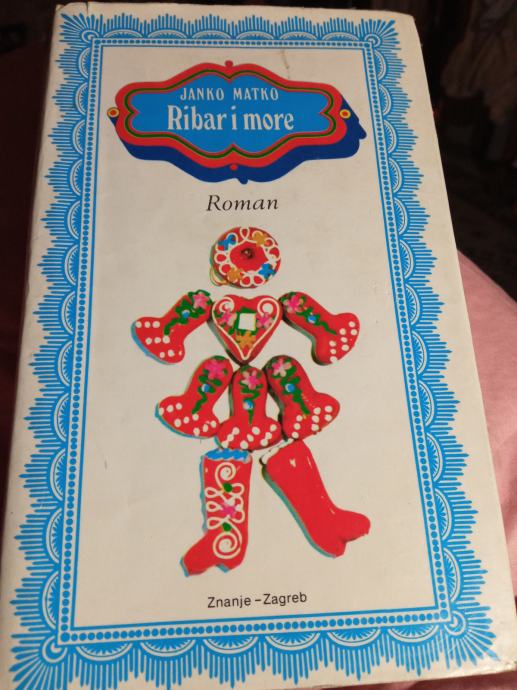 JANKO MATKO
Ribar i more
Roman
Znanje – Zagreb